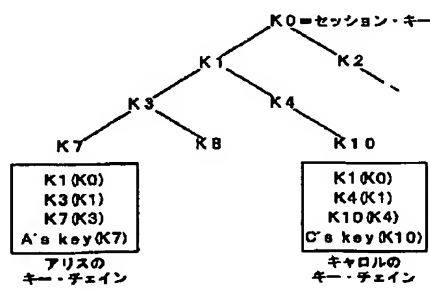 K0=セッション・キー
K1
K2
K3
K4
K7
K8
K10
K1(K0)
K3(K1)
K7(K3)
A's key(K7)
アリスの
キー・チェイン
K1(K0)
K4(K1)
K10(K4)
C's key(K10)
キャロルの
キー・チェイン